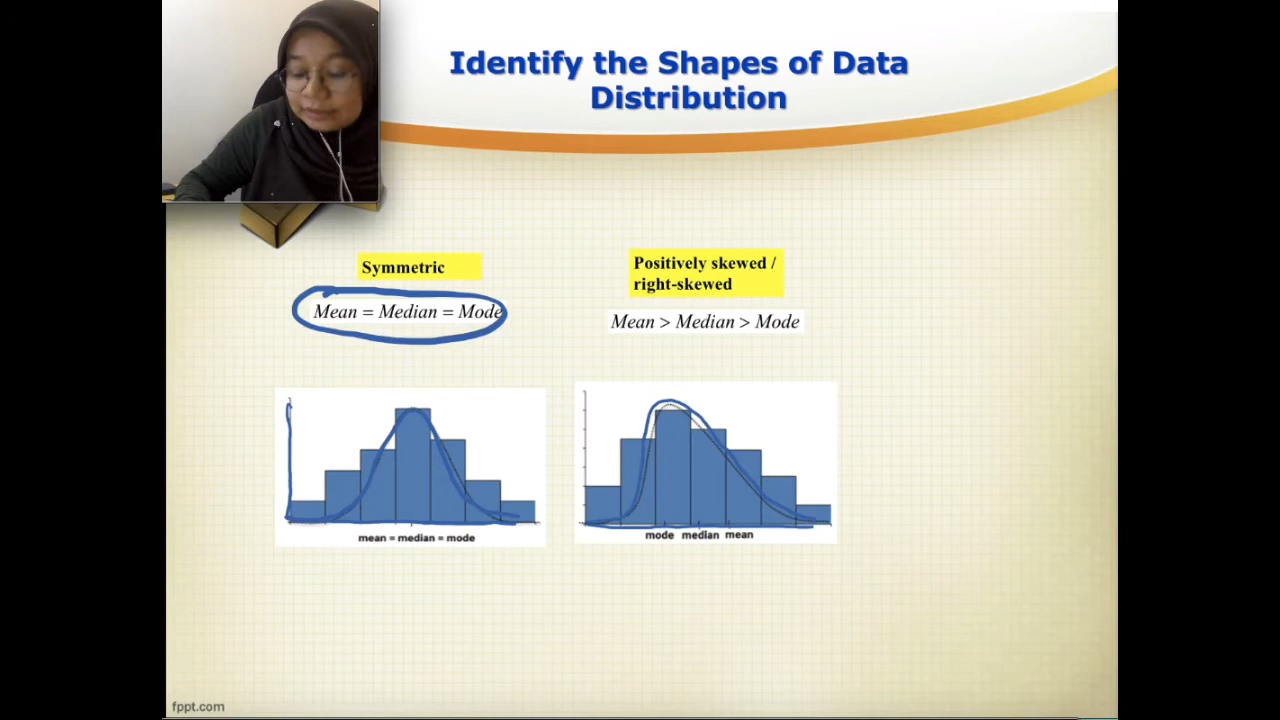 Identify the Shapes of Data
Distribution
Symmetric
Mean = Median = Mode
Positively skewed /
right-skewed
Mean > Median > Mode
mean = median = mode
mode median mean
fppt.com